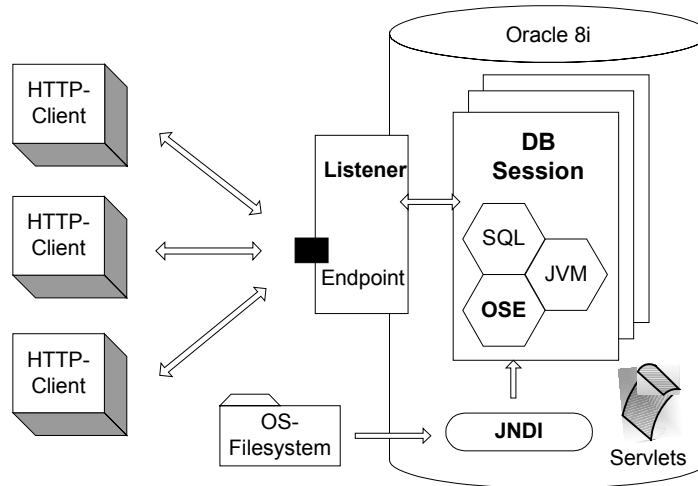 Oracle 8i
HTTP-
Client
HTTP-
Client
HTTP-
Client
Listener
Endpoint
DB
Session
SQL
JVM
OSE
OS-
Filesystem
JNDI
Servlets